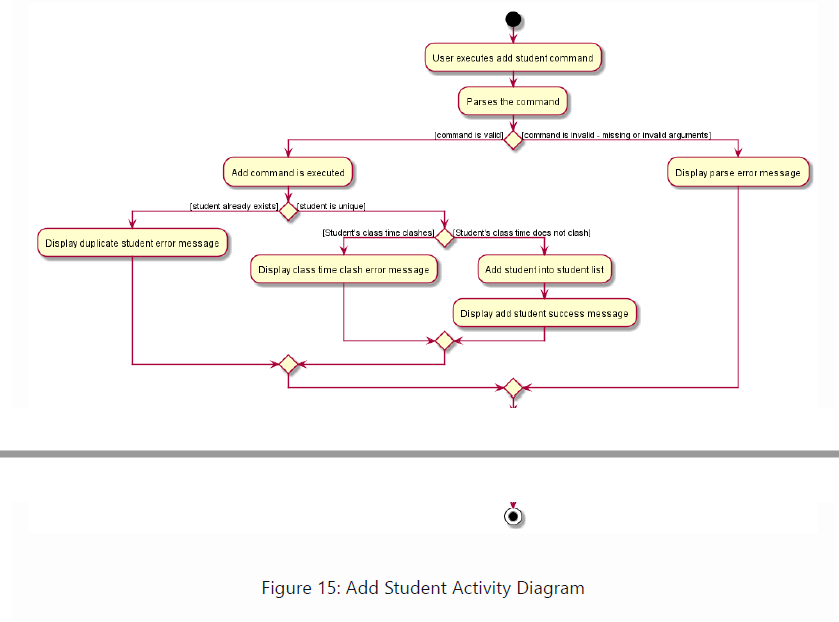 User executes add student command
Parses the command
[command is valid] [command is invalid - missing or invalid arguments]
Add command is executed
Display parse error message
[student already exists] [student is unique]
Display duplicate student error message
[Student's class time clashes] [Student's class time does not clash]
Display class time clash error message
Add student into student list
Display add student success message
Figure 15: Add Student Activity Diagram